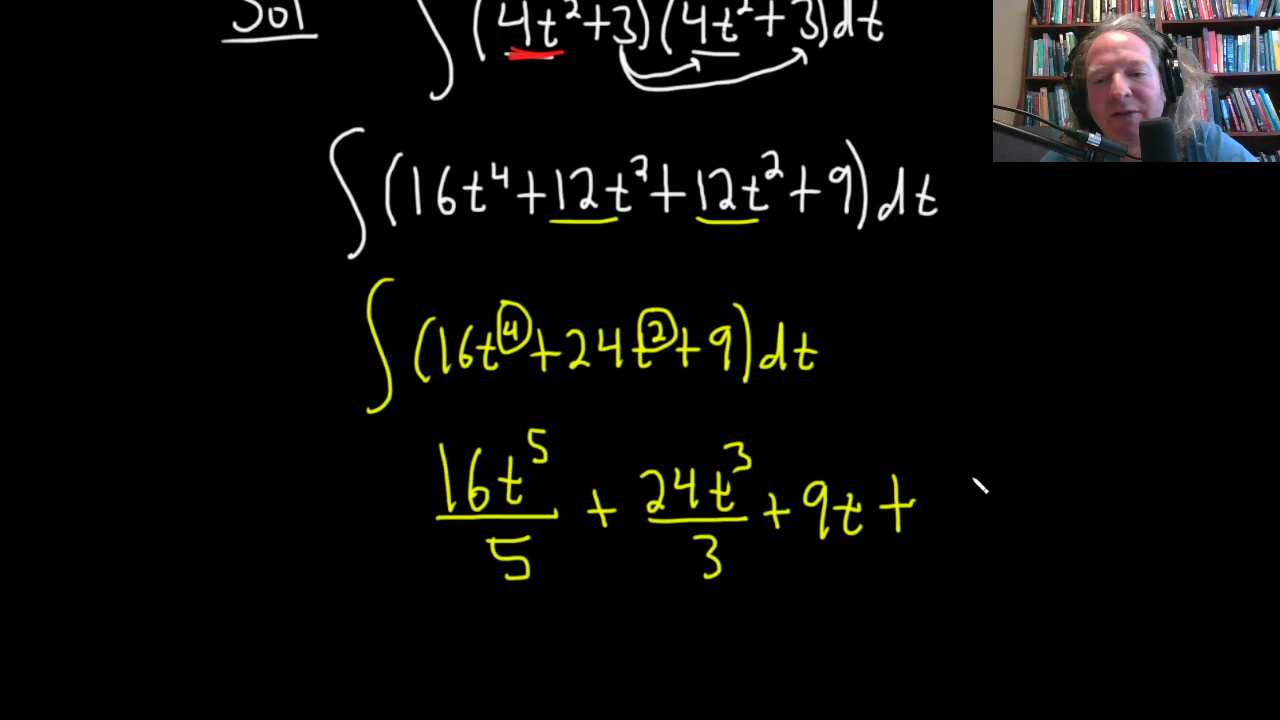 Sol ∫(4t²+3)(4t²+3)dt
∫(16t⁴+12t²+12t²+9)dt
∫(16t⁴+24t²+9)dt
16t⁵/5 + 24t³/3 + 9t +